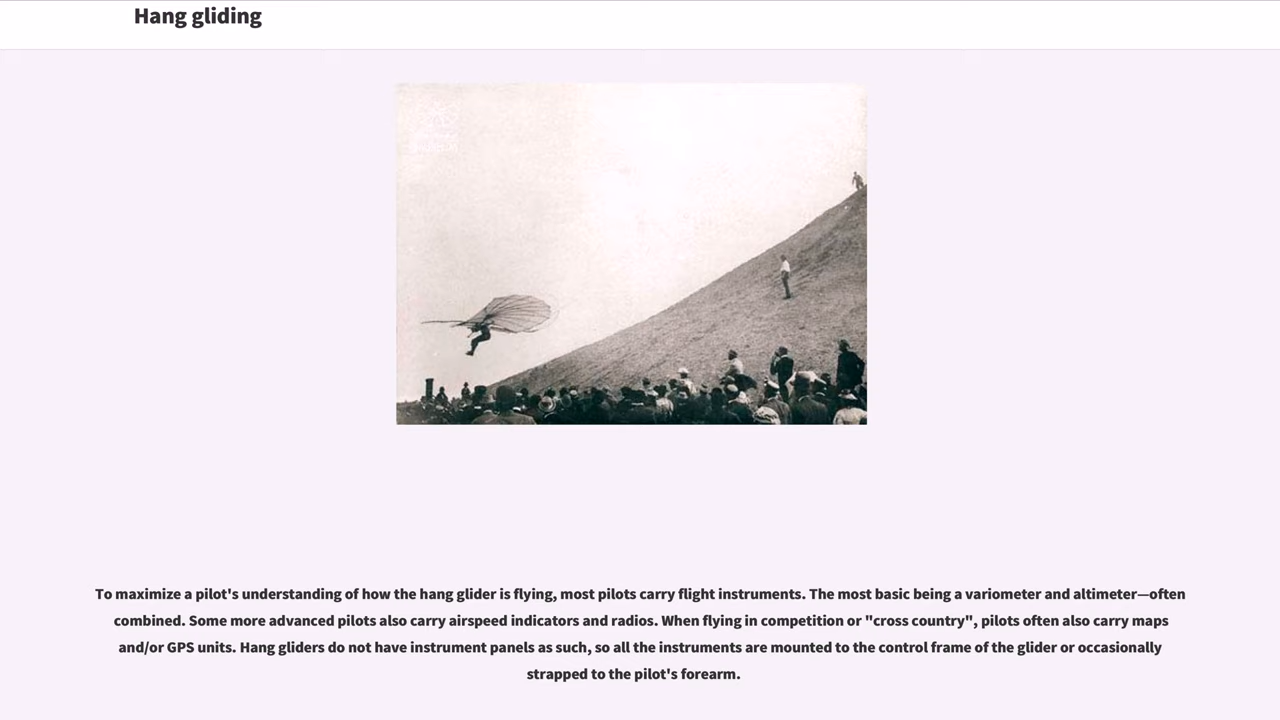 Hang gliding
To maximize a pilot's understanding of how the hang glider is flying, most pilots carry flight instruments. The most basic being a variometer and altimeter—often
combined. Some more advanced pilots also carry airspeed indicators and radios. When flying in competition or "cross country", pilots often also carry maps
and/or GPS units. Hang gliders do not have instrument panels as such, so all the instruments are mounted to the control frame of the glider or occasionally
strapped to the pilot's forearm.